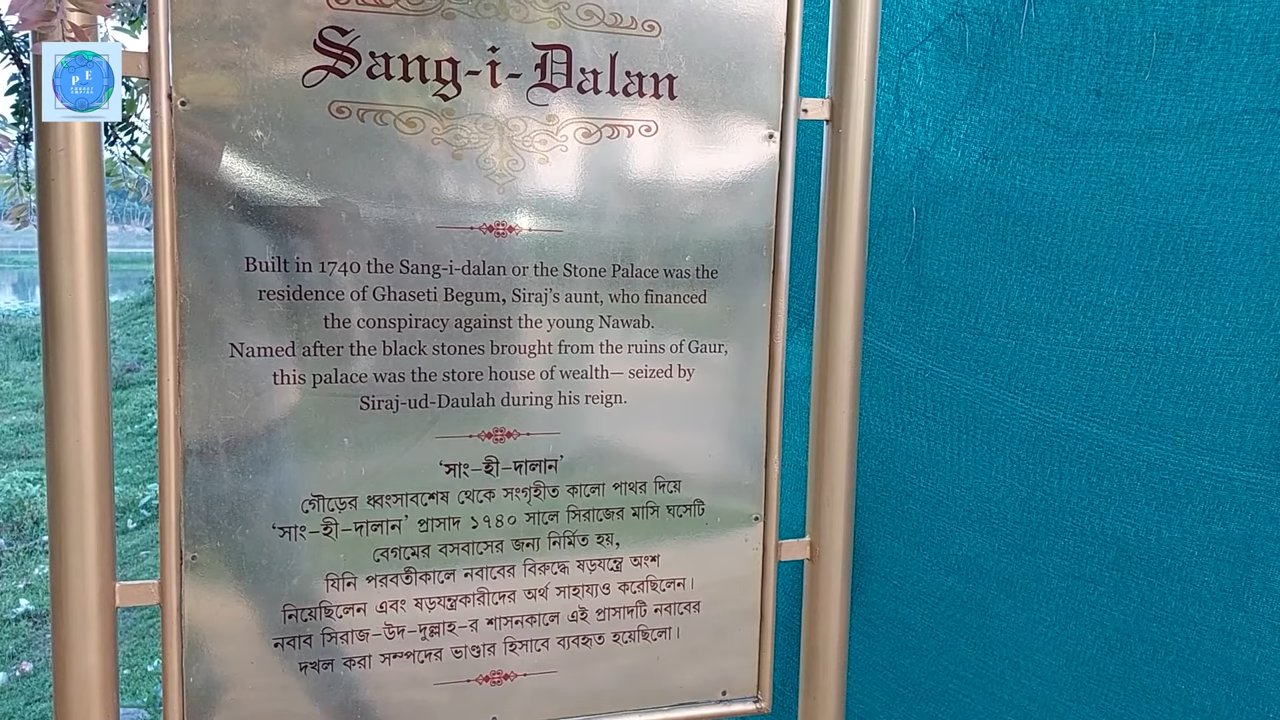 P E
POCKET
EMPIRE
Sang-i-Dalan
Built in 1740 the Sang-i-dalan or the Stone Palace was the
residence of Ghaseti Begum, Siraj's aunt, who financed
the conspiracy against the young Nawab.
Named after the black stones brought from the ruins of Gaur,
this palace was the store house of wealth— seized by
Siraj-ud-Daulah during his reign.
‘সাং-হী-দালান’
গৌড়ের ধ্বংসাবশেষ থেকে সংগৃহীত কালো পাথর দিয়ে
‘সাং-হী-দালান’ প্রাসাদ ১৭৪০ সালে সিরাজের মাসি ঘসেটি
বেগমের বসবাসের জন্য নির্মিত হয়,
যিনি পরবর্তীকালে নবাবের বিরুদ্ধে ষড়যন্ত্রে অংশ
নিয়েছিলেন এবং ষড়যন্ত্রকারীদের অর্থ সাহায্যও করেছিলেন।
নবাব সিরাজ-উদ-দুল্লাহ-র শাসনকালে এই প্রাসাদটি নবাবের
দখল করা সম্পদের ভাণ্ডার হিসাবে ব্যবহৃত হয়েছিলো।